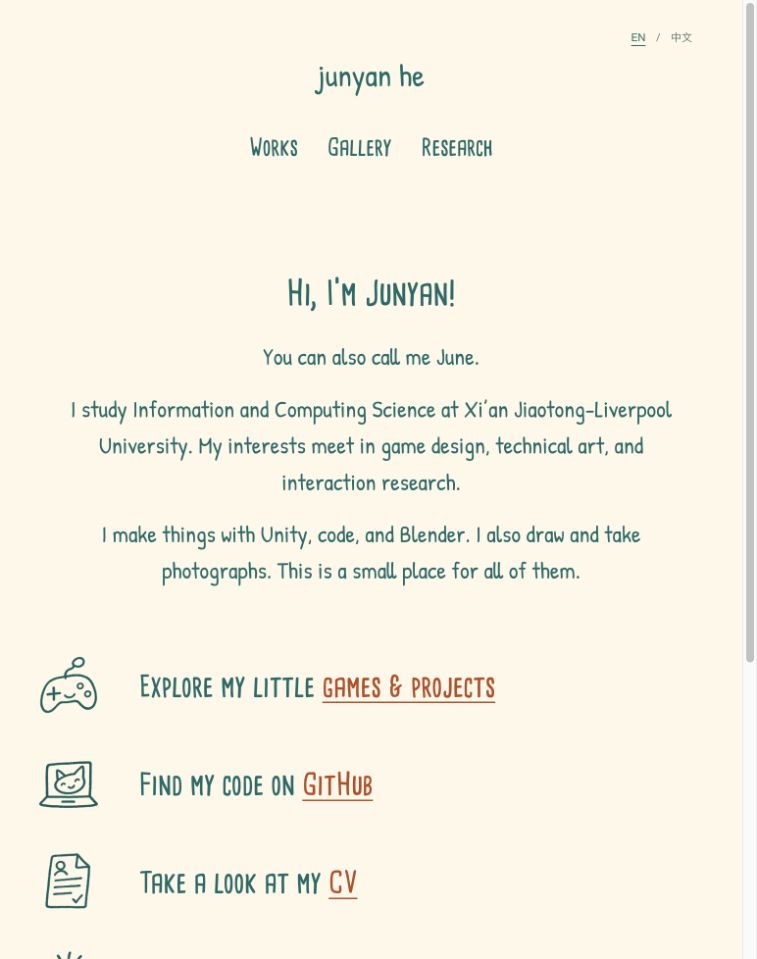 EN / 中文
junyan he
Works Gallery Research
Hi, I'm Junyan!
You can also call me June.
I study Information and Computing Science at Xi'an Jiaotong-Liverpool
University. My interests meet in game design, technical art, and
interaction research.
I make things with Unity, code, and Blender. I also draw and take
photographs. This is a small place for all of them.
Explore my little games & projects
Find my code on GitHub
Take a look at my CV